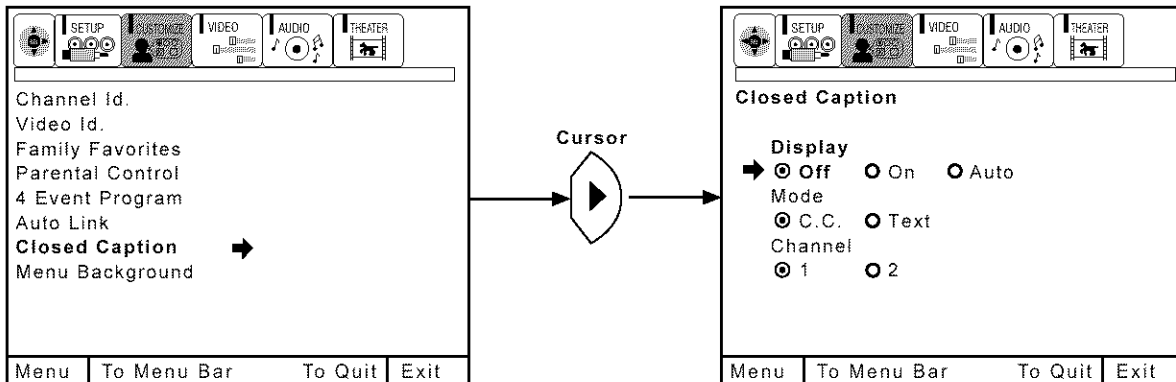 SETUP CUSTOMIZE VIDEO AUDIO THEATER
Channel Id.
Video Id.
Family Favorites
Parental Control
4 Event Program
Auto Link
Closed Caption
Menu Background
Menu To Menu Bar To Quit Exit
Cursor
SETUP CUSTOMIZE VIDEO AUDIO THEATER
Closed Caption
Display
Off On Auto
Mode
C.C. Text
Channel
1 2
Menu To Menu Bar To Quit Exit